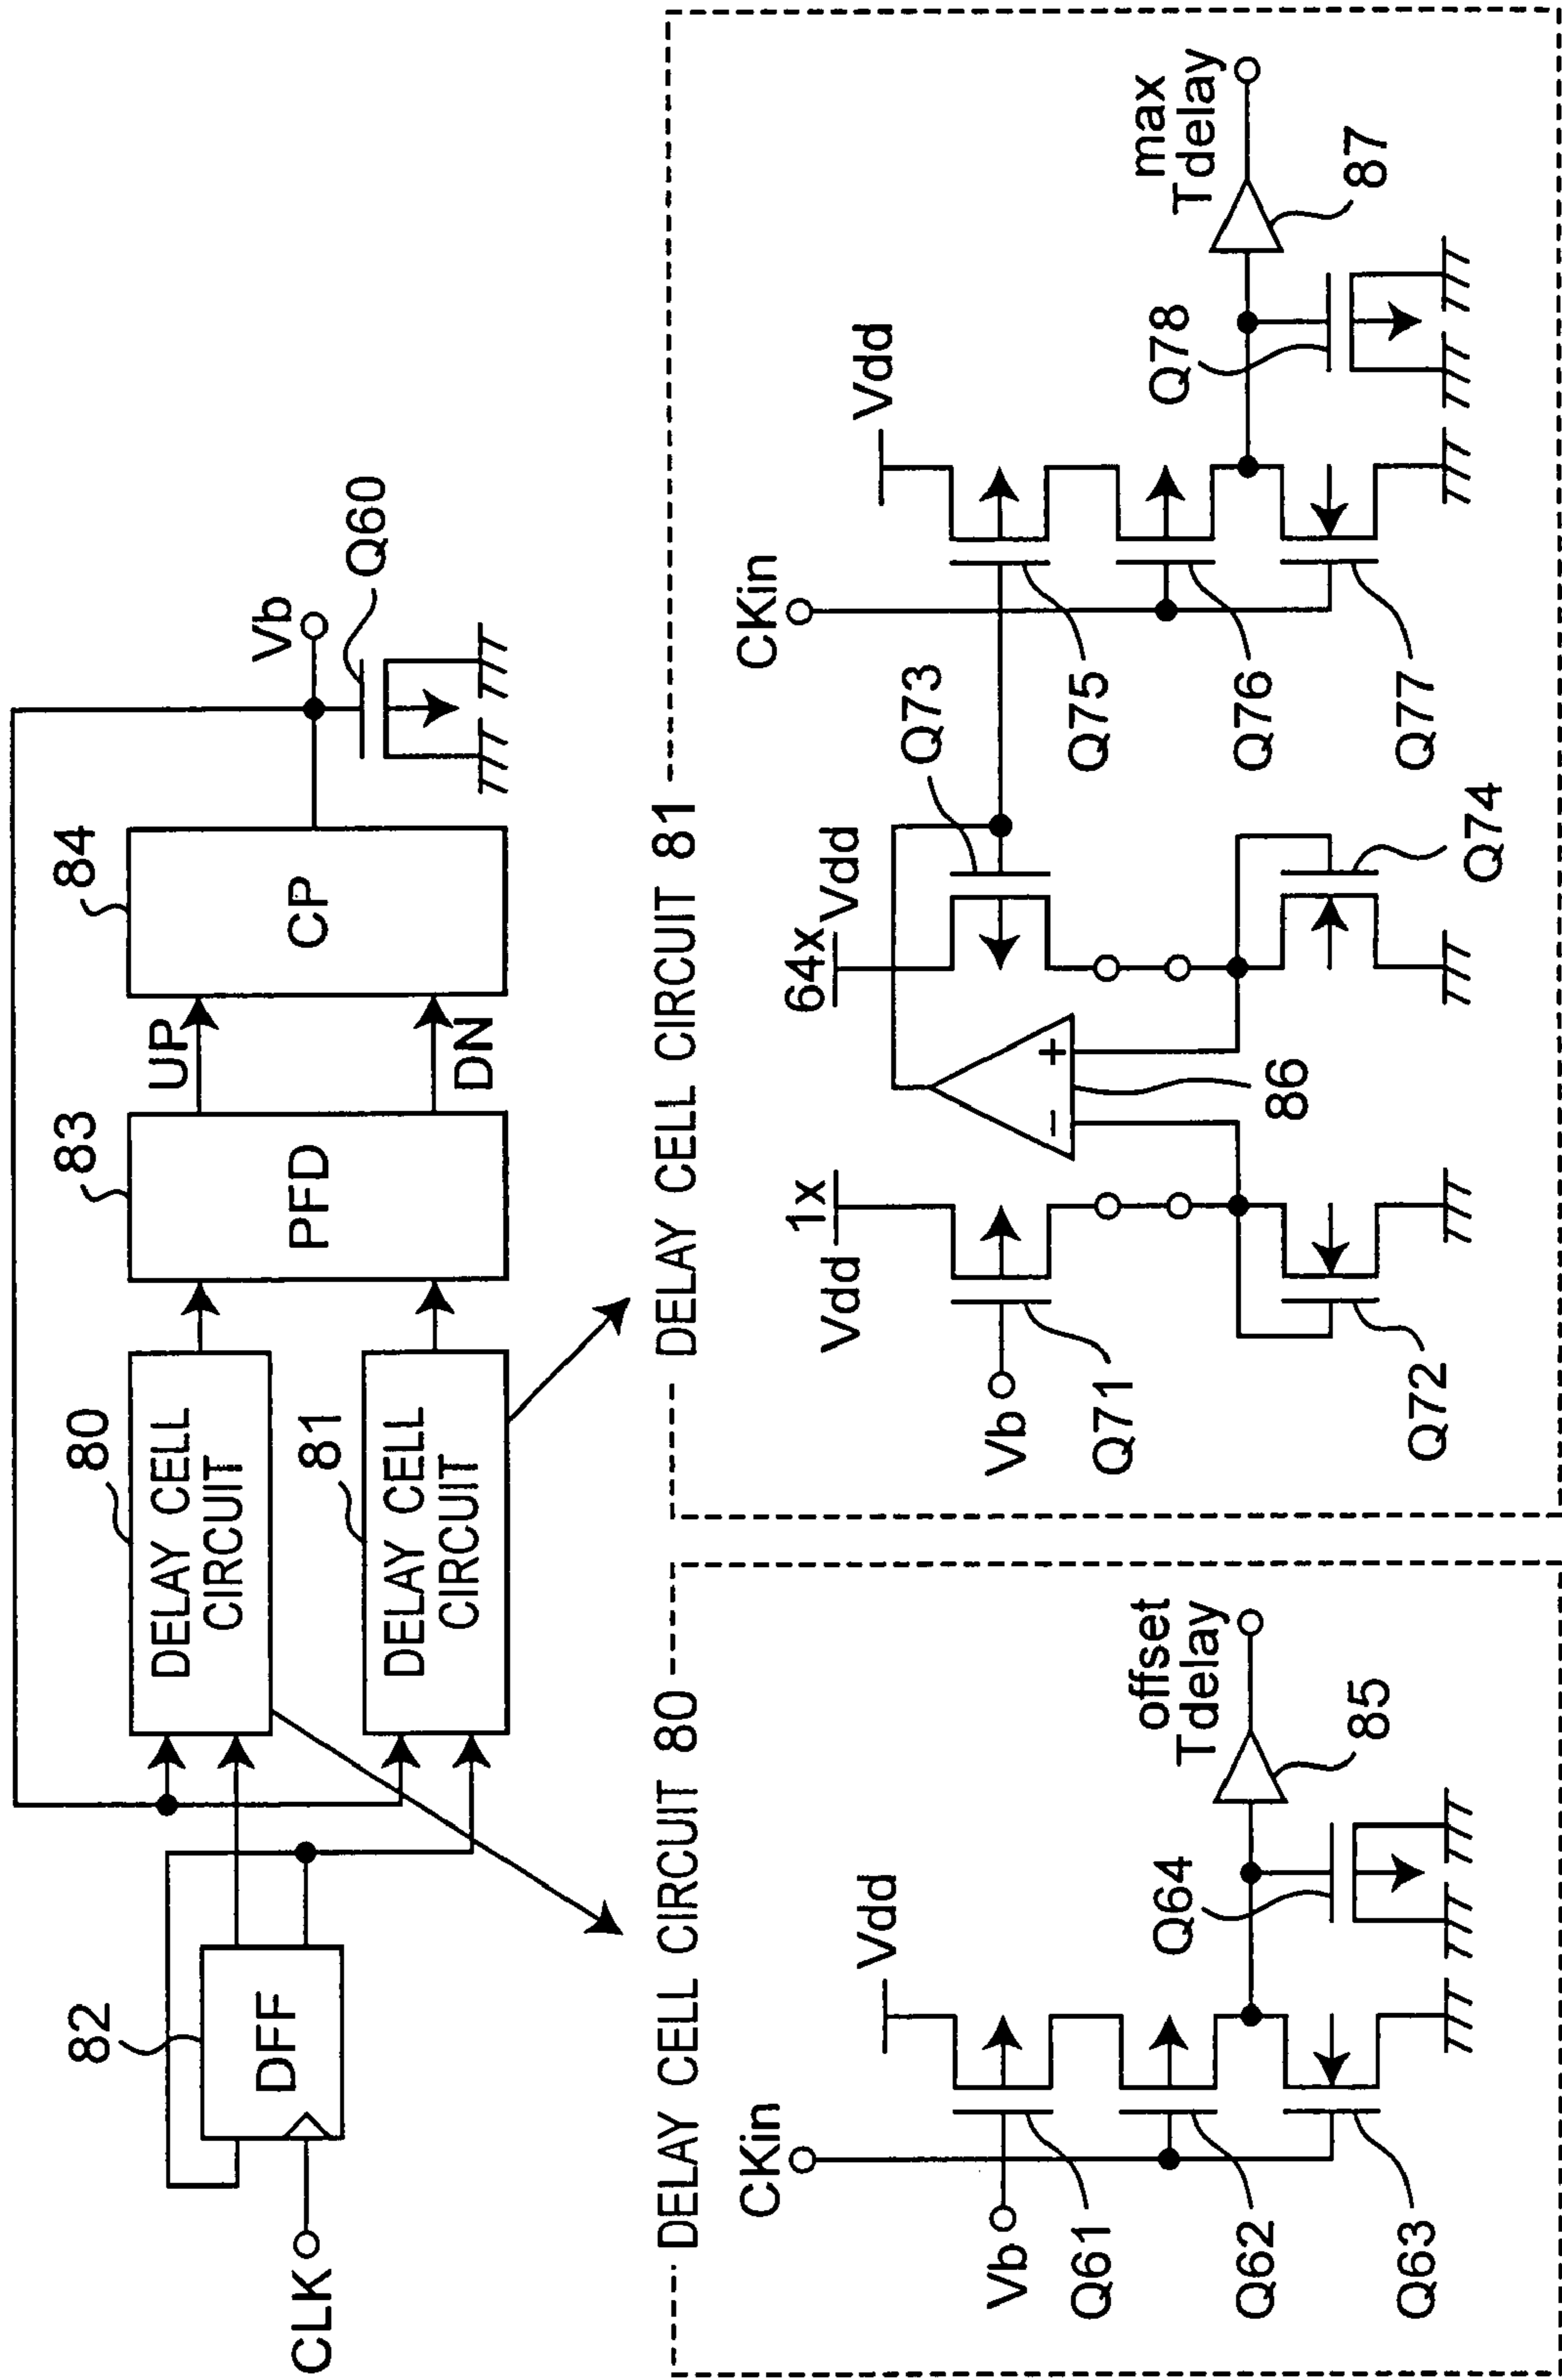 CLK
82
DFF
80
DELAY CELL
CIRCUIT
81
DELAY CELL
CIRCUIT
83
PFD
UP
DN
84
CP
Vb
Q60
DELAY CELL CIRCUIT 80
CKin
Vdd
Vb
Q61
Q62
Q63
Q64
offset
Tdelay
85
DELAY CELL CIRCUIT 81
Vdd
1x
64x
Vdd
CKin
Vdd
Vb
Q71
Q72
-
+
86
Q73
Q74
Q75
Q76
Q77
Q78
max
Tdelay
87